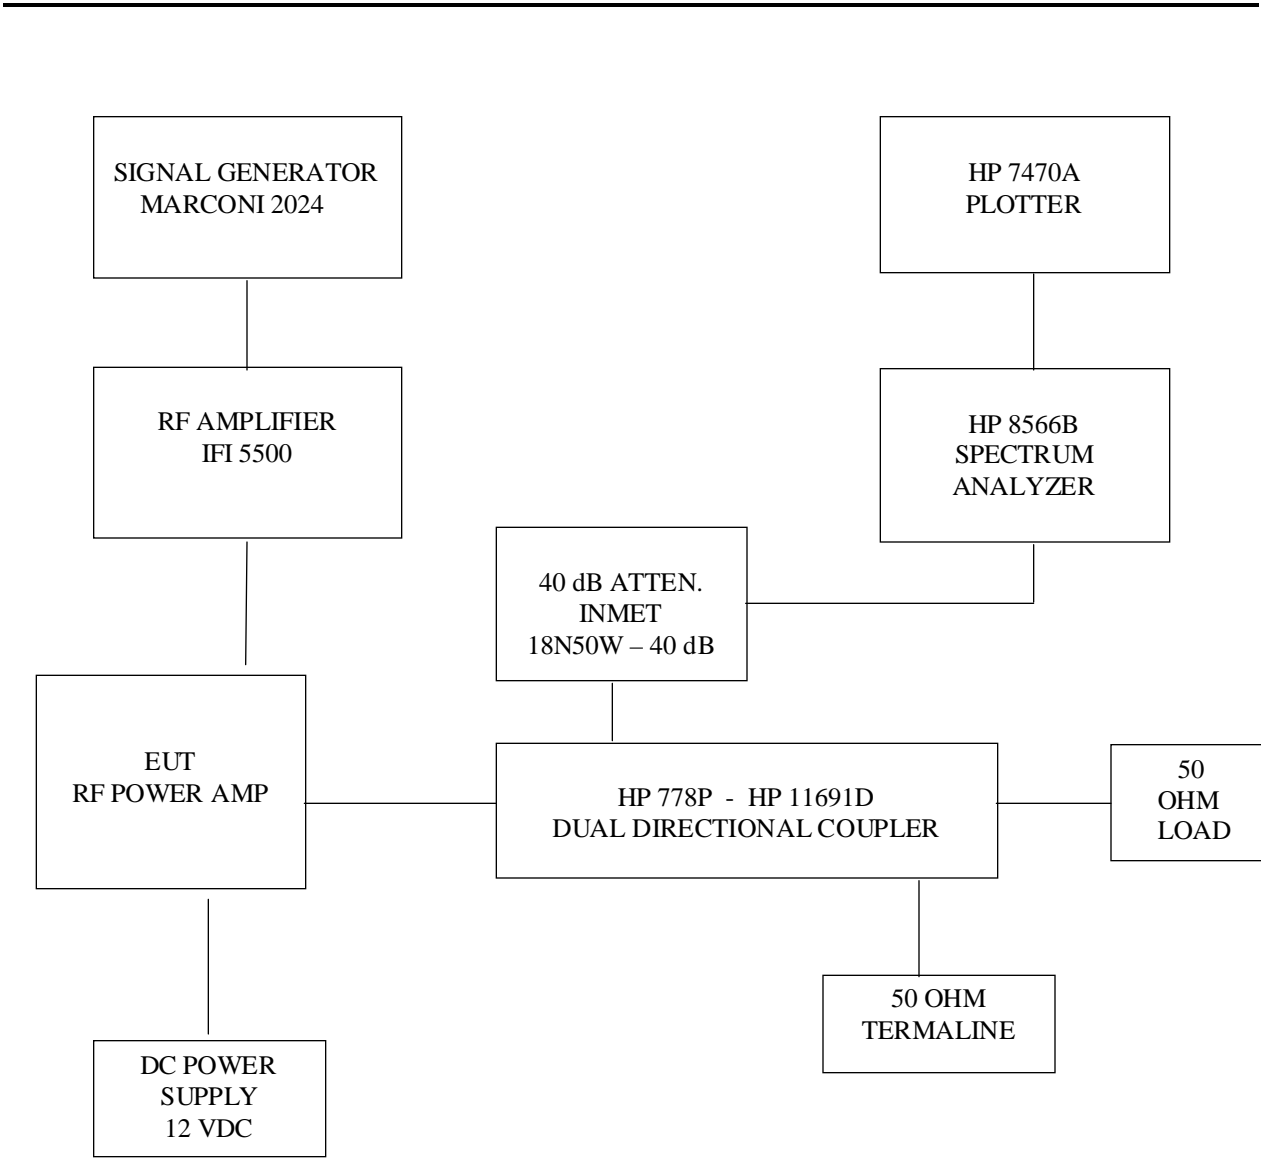 SIGNAL GENERATOR
MARCONI 2024
HP 7470A
PLOTTER
RF AMPLIFIER
IFI 5500
HP 8566B
SPECTRUM
ANALYZER
40 dB ATTEN.
INMET
18N50W – 40 dB
EUT
RF POWER AMP
HP 778P - HP 11691D
DUAL DIRECTIONAL COUPLER
50
OHM
LOAD
50 OHM
TERMALINE
DC POWER
SUPPLY
12 VDC